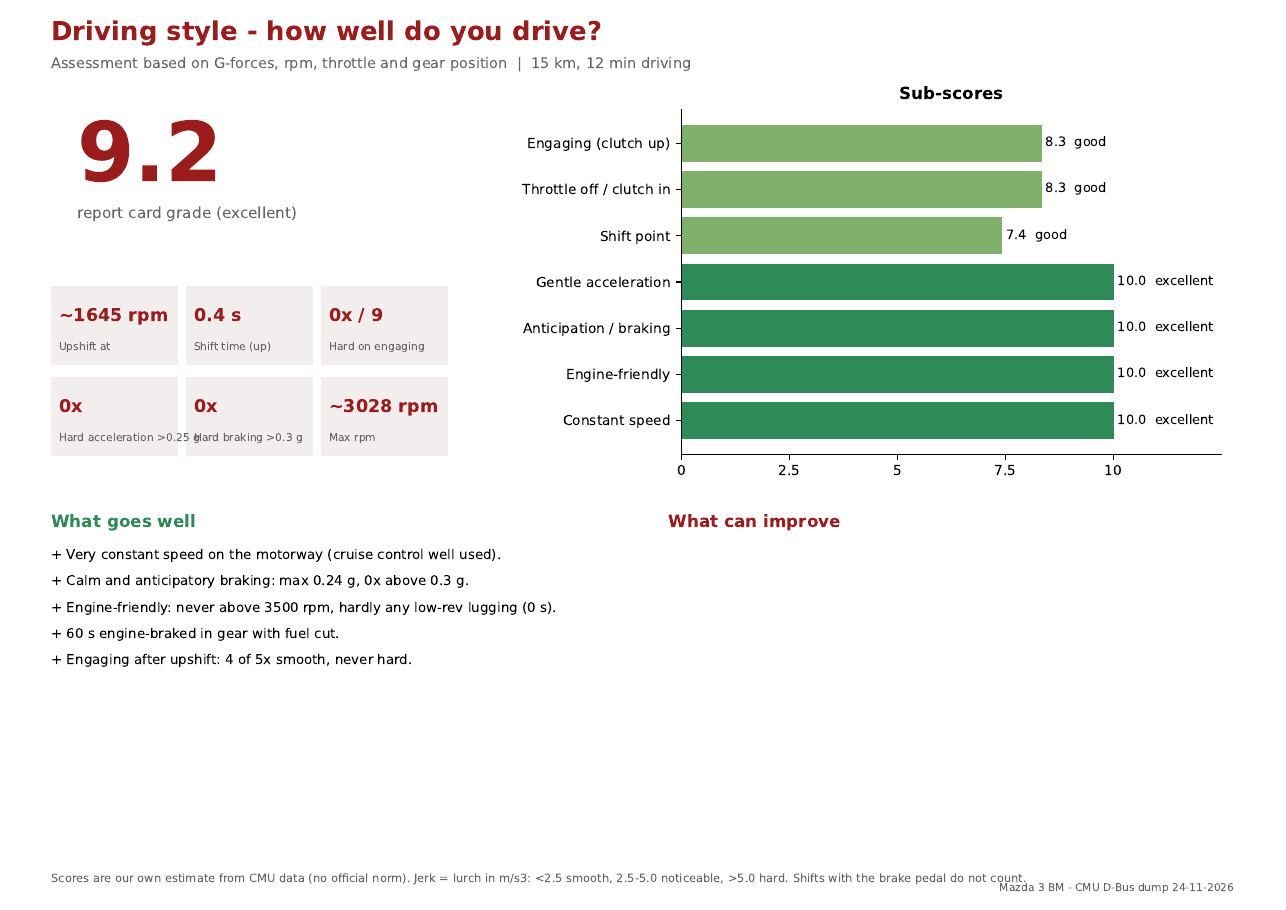 Driving style - how well do you drive?
Assessment based on G-forces, rpm, throttle and gear position | 15 km, 12 min driving
9.2
report card grade (excellent)
~1645 rpm
Upshift at
0.4 s
Shift time (up)
0x / 9
Hard on engaging
0x
Hard acceleration >0.25 g
0x
Hard braking >0.3 g
~3028 rpm
Max rpm
Sub-scores
Engaging (clutch up) 8.3 good
Throttle off / clutch in 8.3 good
Shift point 7.4 good
Gentle acceleration 10.0 excellent
Anticipation / braking 10.0 excellent
Engine-friendly 10.0 excellent
Constant speed 10.0 excellent
0 2.5 5 7.5 10
What goes well
+ Very constant speed on the motorway (cruise control well used).
+ Calm and anticipatory braking: max 0.24 g, 0x above 0.3 g.
+ Engine-friendly: never above 3500 rpm, hardly any low-rev lugging (0 s).
+ 60 s engine-braked in gear with fuel cut.
+ Engaging after upshift: 4 of 5x smooth, never hard.
What can improve
Scores are our own estimate from CMU data (no official norm). Jerk = lurch in m/s3: <2.5 smooth, 2.5-5.0 noticeable, >5.0 hard. Shifts with the brake pedal do not count.
Mazda 3 BM - CMU D-Bus dump 24-11-2026